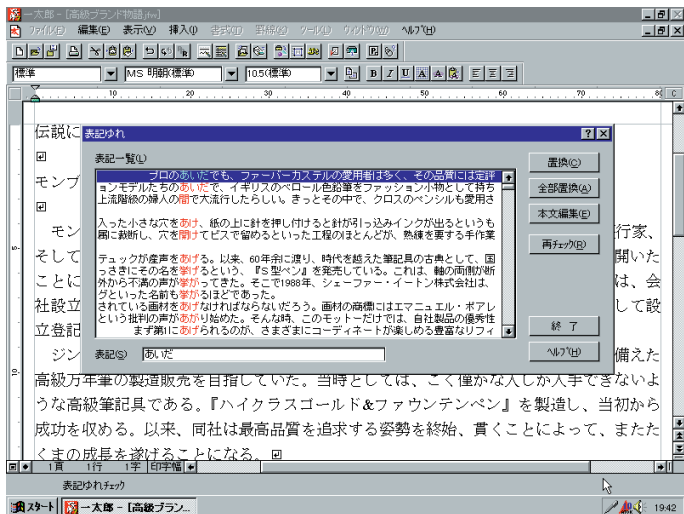 一太郎 - [高級ブランド物語.jtw]
ファイル(F) 編集(E) 表示(V) 挿入(I) 書式(T) 罫線(K) ツール(L) ウィンドウ(W) ヘルプ(H)
標準 MS 明朝(標準) 10.5(標準) B I U A A
10 20 30 40 50 60 70 80 C
伝説に
モンブ
モン 行家、
そして 開いた
ことに は、会
社設立 して設
立登記
ジン 備えた
表記ゆれ
表記一覧(L)
プロのあいだでも、ファーバーカステルの愛用者は多く、その品質には定評
ョンモデルたちのあいだで、イギリスのペロール色鉛筆をファッション小物として持ち
上流階級の婦人の間で大流行したらしい。きっとその中で、クロスのペンシルも愛用さ
入った小さな穴をあけ、紙の上に針を押し付けると針が引っ込みインクが出るというも
確に裁断し、穴を開けてビスで留めるといった工程のほとんどが、熟練を要する手作業
テュックが産声をあげる。以来、60年余に渡り、時代を越えた筆記具の古典として、国
っさきにその名を挙げるという、『S型ペン』を発売している。これは、軸の両側が断
外から不満の声が挙がってきた。そこで1988年、シェーファー・イートン株式会社は、
グといった名前も挙がるほどであった。
されている画材をあげなければならないだろう。画材の商標にはエマニュエル・ボアレ
という批判の声があがり始めた。そんな時、このモットーだけでは、自社製品の優秀性
まず第1にあげられるのが、さまざまにコーディネートが楽しめる豊富なリフィ
表記(S) あいだ
置換(C)
全部置換(A)
本文編集(E)
再チェック(R)
終 了
ヘルプ(H)
高級万年筆の製造販売を目指していた。当時としては、ごく僅かな人しか入手できないよ
うな高級筆記具である。『ハイクラスゴールド&ファウンテンペン』を製造し、当初から
成功を収める。以来、同社は最高品質を追求する姿勢を終始、貫くことによって、またた
くまの成長を遂げることになる。
1頁 1行 1字 印字幅
表記ゆれチェック
スタート 一太郎 - [高級ブラン... 19:42